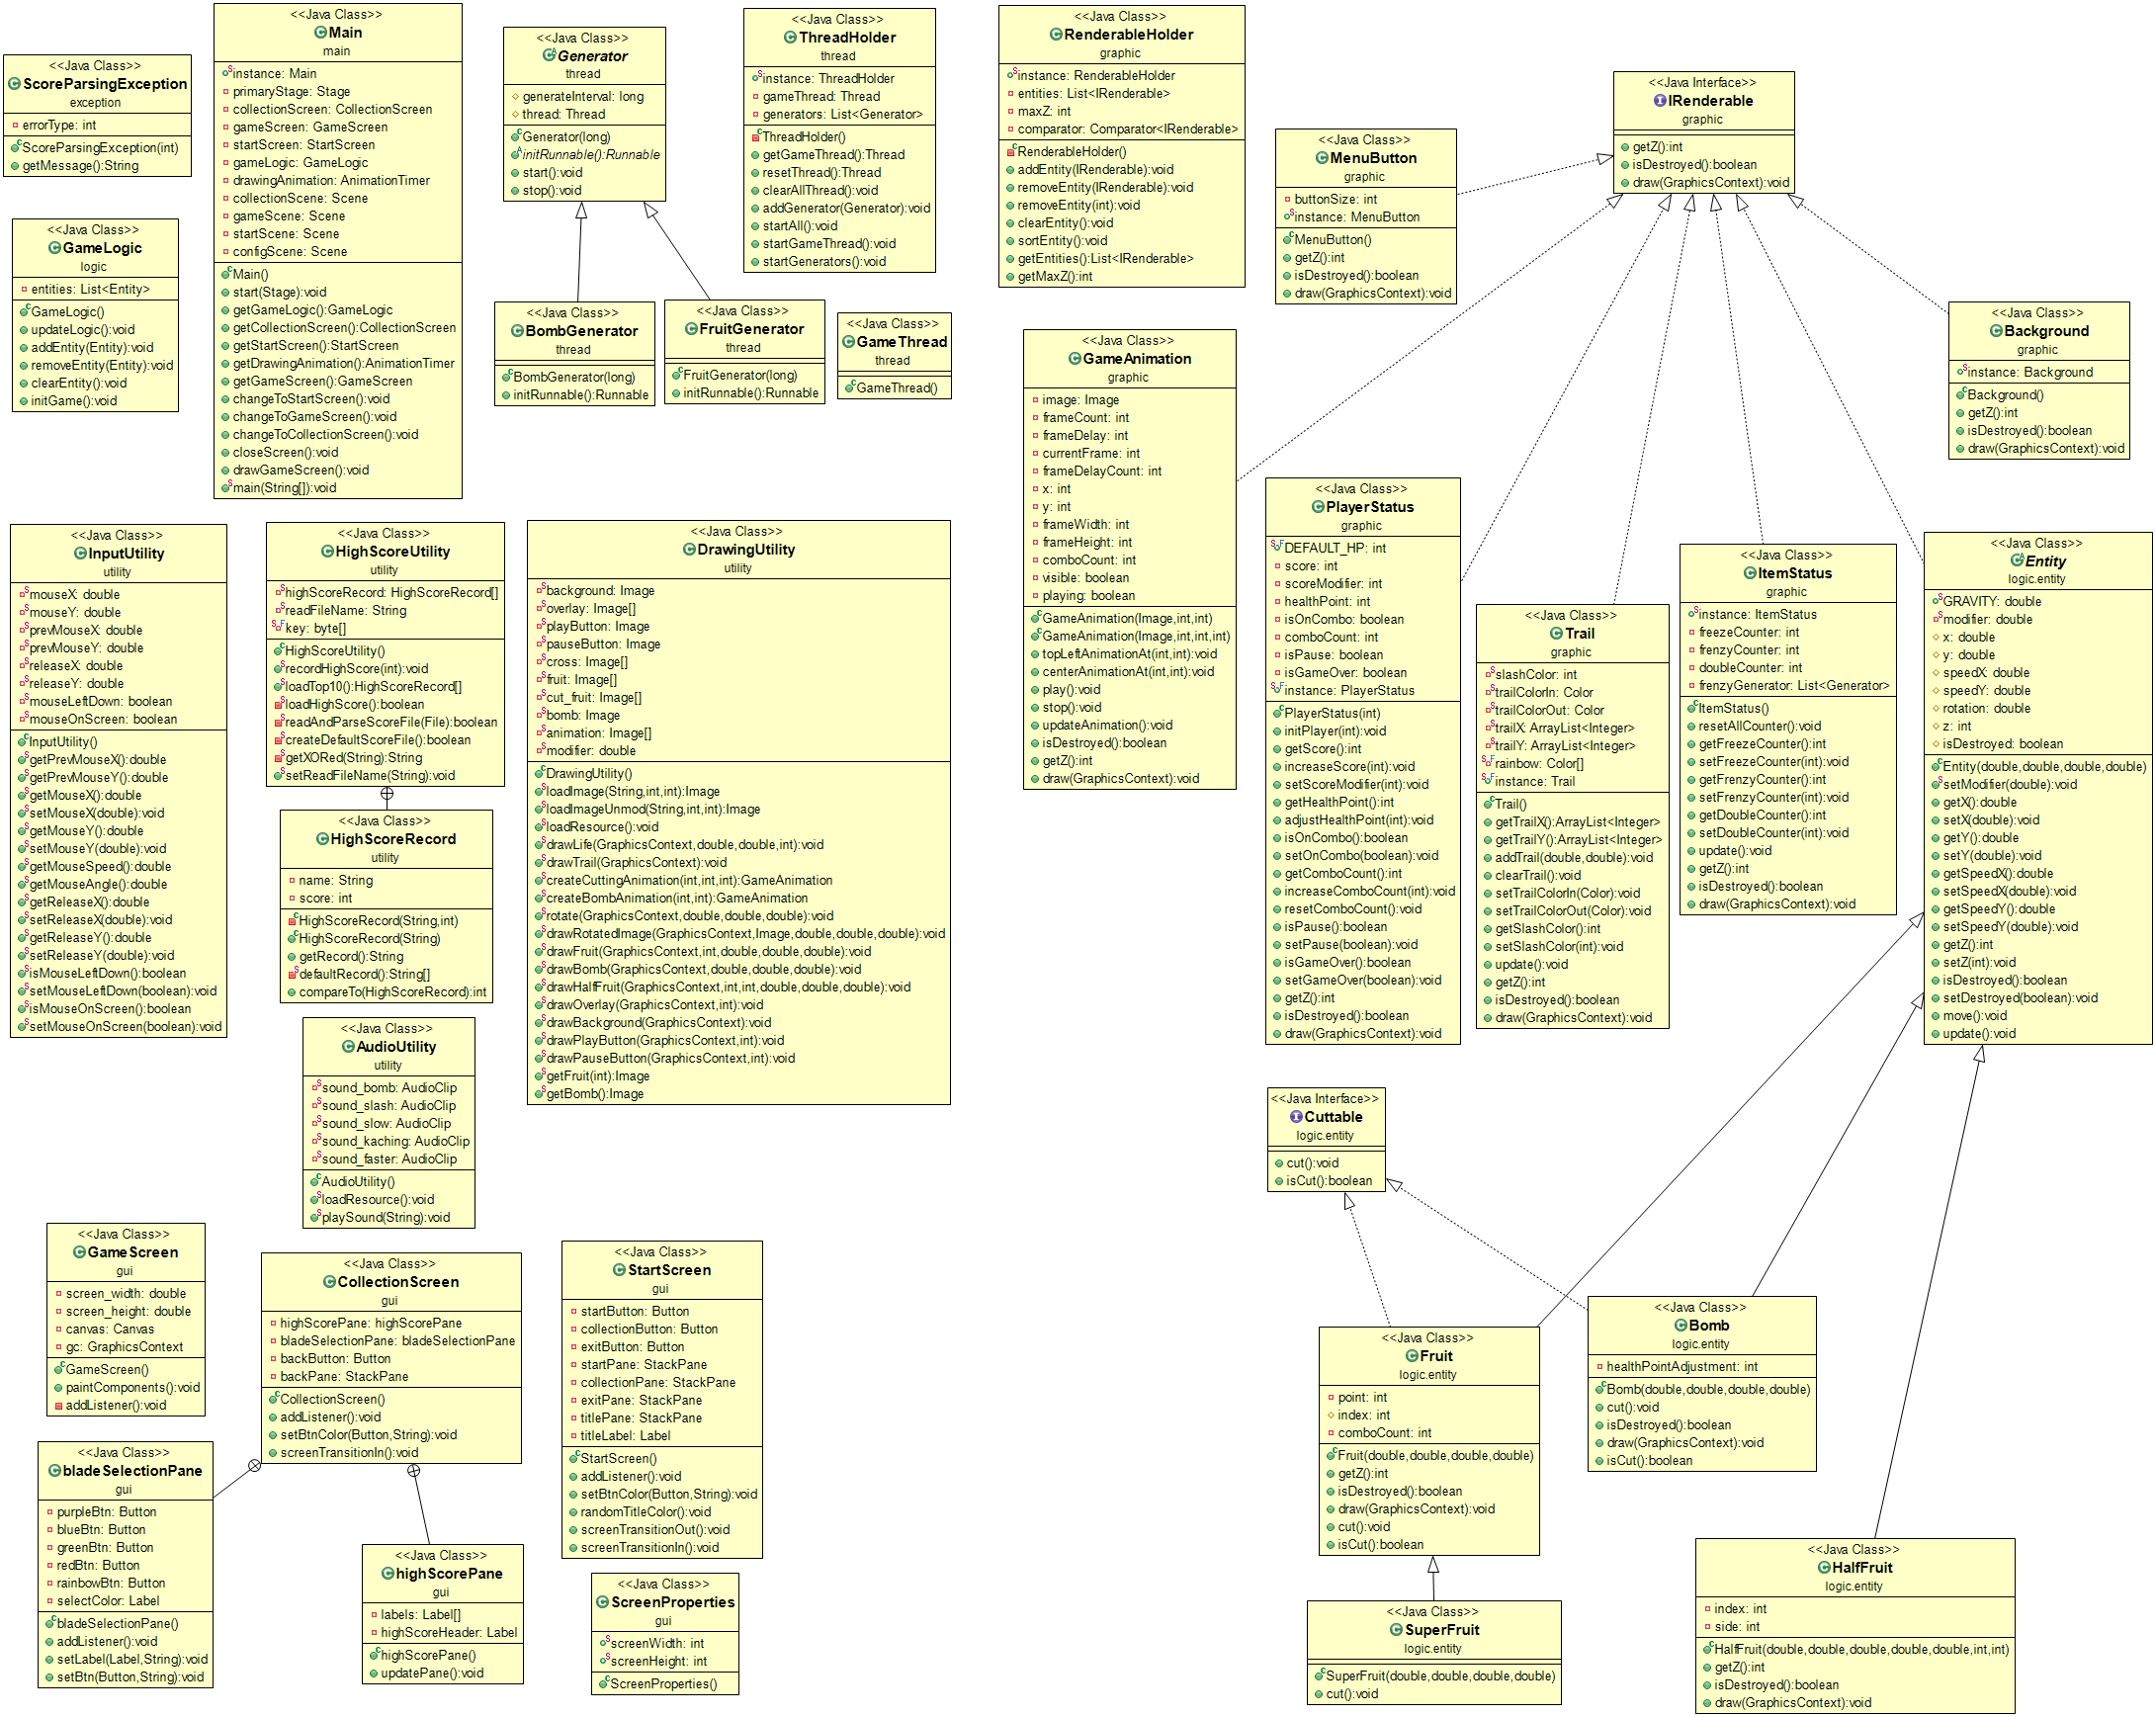 <<Java Class>>
ScoreParsingException
exception
errorType: int
ScoreParsingException(int)
getMessage():String
<<Java Class>>
Main
main
instance: Main
primaryStage: Stage
collectionScreen: CollectionScreen
gameScreen: GameScreen
startScreen: StartScreen
gameLogic: GameLogic
drawingAnimation: AnimationTimer
collectionScene: Scene
gameScene: Scene
startScene: Scene
configScene: Scene
Main()
start(Stage):void
getGameLogic():GameLogic
getCollectionScreen():CollectionScreen
getStartScreen():StartScreen
getDrawingAnimation():AnimationTimer
getGameScreen():GameScreen
changeToStartScreen():void
changeToGameScreen():void
changeToCollectionScreen():void
closeScreen():void
drawGameScreen():void
main(String[]):void
<<Java Class>>
Generator
thread
generateInterval: long
thread: Thread
Generator(long)
initRunnable():Runnable
start():void
stop():void
<<Java Class>>
ThreadHolder
thread
instance: ThreadHolder
gameThread: Thread
generators: List<Generator>
ThreadHolder()
getGameThread():Thread
resetThread():Thread
clearAllThread():void
addGenerator(Generator):void
startAll():void
startGameThread():void
startGenerators():void
<<Java Class>>
RenderableHolder
graphic
instance: RenderableHolder
entities: List<IRenderable>
maxZ: int
comparator: Comparator<IRenderable>
RenderableHolder()
addEntity(IRenderable):void
removeEntity(IRenderable):void
removeEntity(int):void
clearEntity():void
sortEntity():void
getEntities():List<IRenderable>
getMaxZ():int
<<Java Interface>>
IRenderable
graphic
getZ():int
isDestroyed():boolean
draw(GraphicsContext):void
<<Java Class>>
MenuButton
graphic
buttonSize: int
instance: MenuButton
MenuButton()
getZ():int
isDestroyed():boolean
draw(GraphicsContext):void
<<Java Class>>
GameLogic
logic
entities: List<Entity>
GameLogic()
updateLogic():void
addEntity(Entity):void
removeEntity(Entity):void
clearEntity():void
initGame():void
<<Java Class>>
BombGenerator
thread
BombGenerator(long)
initRunnable():Runnable
<<Java Class>>
FruitGenerator
thread
FruitGenerator(long)
initRunnable():Runnable
<<Java Class>>
GameThread
thread
GameThread()
<<Java Class>>
GameAnimation
graphic
image: Image
frameCount: int
frameDelay: int
currentFrame: int
frameDelayCount: int
x: int
y: int
frameWidth: int
frameHeight: int
comboCount: int
visible: boolean
playing: boolean
GameAnimation(Image,int,int)
GameAnimation(Image,int,int,int)
topLeftAnimationAt(int,int):void
centerAnimationAt(int,int):void
play():void
stop():void
updateAnimation():void
isDestroyed():boolean
getZ():int
draw(GraphicsContext):void
<<Java Class>>
Background
graphic
instance: Background
Background()
getZ():int
isDestroyed():boolean
draw(GraphicsContext):void
<<Java Class>>
PlayerStatus
graphic
DEFAULT_HP: int
score: int
scoreModifier: int
healthPoint: int
isOnCombo: boolean
comboCount: int
isPause: boolean
isGameOver: boolean
instance: PlayerStatus
PlayerStatus(int)
initPlayer(int):void
getScore():int
increaseScore(int):void
setScoreModifier(int):void
getHealthPoint():int
adjustHealthPoint(int):void
isOnCombo():boolean
setOnCombo(boolean):void
getComboCount():int
increaseComboCount(int):void
resetComboCount():void
isPause():boolean
setPause(boolean):void
isGameOver():boolean
setGameOver(boolean):void
getZ():int
isDestroyed():boolean
draw(GraphicsContext):void
<<Java Class>>
Trail
graphic
slashColor: int
trailColorIn: Color
trailColorOut: Color
trailX: ArrayList<Integer>
trailY: ArrayList<Integer>
rainbow: Color[]
instance: Trail
Trail()
getTrailX():ArrayList<Integer>
getTrailY():ArrayList<Integer>
addTrail(double,double):void
clearTrail():void
setTrailColorIn(Color):void
setTrailColorOut(Color):void
getSlashColor():int
setSlashColor(int):void
update():void
getZ():int
isDestroyed():boolean
draw(GraphicsContext):void
<<Java Class>>
ItemStatus
graphic
instance: ItemStatus
freezeCounter: int
frenzyCounter: int
doubleCounter: int
frenzyGenerator: List<Generator>
ItemStatus()
resetAllCounter():void
getFreezeCounter():int
setFreezeCounter(int):void
getFrenzyCounter():int
setFrenzyCounter(int):void
getDoubleCounter():int
setDoubleCounter(int):void
update():void
getZ():int
isDestroyed():boolean
draw(GraphicsContext):void
<<Java Class>>
Entity
logic.entity
GRAVITY: double
modifier: double
x: double
y: double
speedX: double
speedY: double
rotation: double
z: int
isDestroyed: boolean
Entity(double,double,double,double)
setModifier(double):void
getX():double
setX(double):void
getY():double
setY(double):void
getSpeedX():double
setSpeedX(double):void
getSpeedY():double
setSpeedY(double):void
getZ():int
setZ(int):void
isDestroyed():boolean
setDestroyed(boolean):void
move():void
update():void
<<Java Class>>
InputUtility
utility
mouseX: double
mouseY: double
prevMouseX: double
prevMouseY: double
releaseX: double
releaseY: double
mouseLeftDown: boolean
mouseOnScreen: boolean
InputUtility()
getPrevMouseX():double
getPrevMouseY():double
getMouseX():double
setMouseX(double):void
getMouseY():double
setMouseY(double):void
getMouseSpeed():double
getMouseAngle():double
getReleaseX():double
setReleaseX(double):void
getReleaseY():double
setReleaseY(double):void
isMouseLeftDown():boolean
setMouseLeftDown(boolean):void
isMouseOnScreen():boolean
setMouseOnScreen(boolean):void
<<Java Class>>
HighScoreUtility
utility
highScoreRecord: HighScoreRecord[]
readFileName: String
key: byte[]
HighScoreUtility()
recordHighScore(int):void
loadTop10():HighScoreRecord[]
loadHighScore():boolean
readAndParseScoreFile(File):boolean
createDefaultScoreFile():boolean
getXORed(String):String
setReadFileName(String):void
<<Java Class>>
HighScoreRecord
utility
name: String
score: int
HighScoreRecord(String,int)
HighScoreRecord(String)
getRecord():String
defaultRecord():String[]
compareTo(HighScoreRecord):int
<<Java Class>>
DrawingUtility
utility
background: Image
overlay: Image[]
playButton: Image
pauseButton: Image
cross: Image[]
fruit: Image[]
cut_fruit: Image[]
bomb: Image
animation: Image[]
modifier: double
DrawingUtility()
loadImage(String,int,int):Image
loadImageUnmod(String,int,int):Image
loadResource():void
drawLife(GraphicsContext,double,double,int):void
drawTrail(GraphicsContext):void
createCuttingAnimation(int,int,int):GameAnimation
createBombAnimation(int,int):GameAnimation
rotate(GraphicsContext,double,double,double):void
drawRotatedImage(GraphicsContext,Image,double,double,double):void
drawFruit(GraphicsContext,int,double,double,double):void
drawBomb(GraphicsContext,double,double,double):void
drawHalfFruit(GraphicsContext,int,int,double,double,double):void
drawOverlay(GraphicsContext,int):void
drawBackground(GraphicsContext):void
drawPlayButton(GraphicsContext,int):void
drawPauseButton(GraphicsContext,int):void
getFruit(int):Image
getBomb():Image
<<Java Class>>
AudioUtility
utility
sound_bomb: AudioClip
sound_slash: AudioClip
sound_slow: AudioClip
sound_kaching: AudioClip
sound_faster: AudioClip
AudioUtility()
loadResource():void
playSound(String):void
<<Java Interface>>
Cuttable
logic.entity
cut():void
isCut():boolean
<<Java Class>>
GameScreen
gui
screen_width: double
screen_height: double
canvas: Canvas
gc: GraphicsContext
GameScreen()
paintComponents():void
addListener():void
<<Java Class>>
CollectionScreen
gui
highScorePane: highScorePane
bladeSelectionPane: bladeSelectionPane
backButton: Button
backPane: StackPane
CollectionScreen()
addListener():void
setBtnColor(Button,String):void
screenTransitionIn():void
<<Java Class>>
StartScreen
gui
startButton: Button
collectionButton: Button
exitButton: Button
startPane: StackPane
collectionPane: StackPane
exitPane: StackPane
titlePane: StackPane
titleLabel: Label
StartScreen()
addListener():void
setBtnColor(Button,String):void
randomTitleColor():void
screenTransitionOut():void
screenTransitionIn():void
<<Java Class>>
bladeSelectionPane
gui
purpleBtn: Button
blueBtn: Button
greenBtn: Button
redBtn: Button
rainbowBtn: Button
selectColor: Label
bladeSelectionPane()
addListener():void
setLabel(Label,String):void
setBtn(Button,String):void
<<Java Class>>
highScorePane
gui
labels: Label[]
highScoreHeader: Label
highScorePane()
updatePane():void
<<Java Class>>
ScreenProperties
gui
screenWidth: int
screenHeight: int
ScreenProperties()
<<Java Class>>
Fruit
logic.entity
point: int
index: int
comboCount: int
Fruit(double,double,double,double)
getZ():int
isDestroyed():boolean
draw(GraphicsContext):void
cut():void
isCut():boolean
<<Java Class>>
Bomb
logic.entity
healthPointAdjustment: int
Bomb(double,double,double,double)
cut():void
isDestroyed():boolean
draw(GraphicsContext):void
isCut():boolean
<<Java Class>>
SuperFruit
logic.entity
SuperFruit(double,double,double,double)
cut():void
<<Java Class>>
HalfFruit
logic.entity
index: int
side: int
HalfFruit(double,double,double,double,double,int,int)
getZ():int
isDestroyed():boolean
draw(GraphicsContext):void